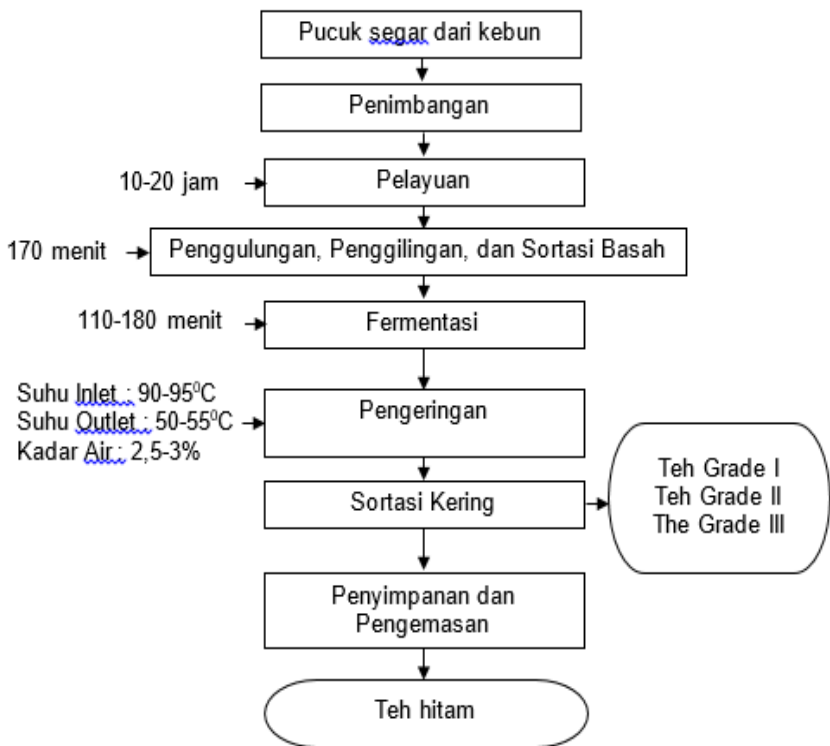 Pucuk segar dari kebun
Penimbangan
10-20 jam
Pelayuan
170 menit
Penggulungan, Penggilingan, dan Sortasi Basah
110-180 menit
Fermentasi
Suhu Inlet : 90-95⁰C
Suhu Outlet : 50-55⁰C
Kadar Air : 2,5-3%
Pengeringan
Sortasi Kering
Teh Grade I
Teh Grade II
The Grade III
Penyimpanan dan
Pengemasan
Teh hitam